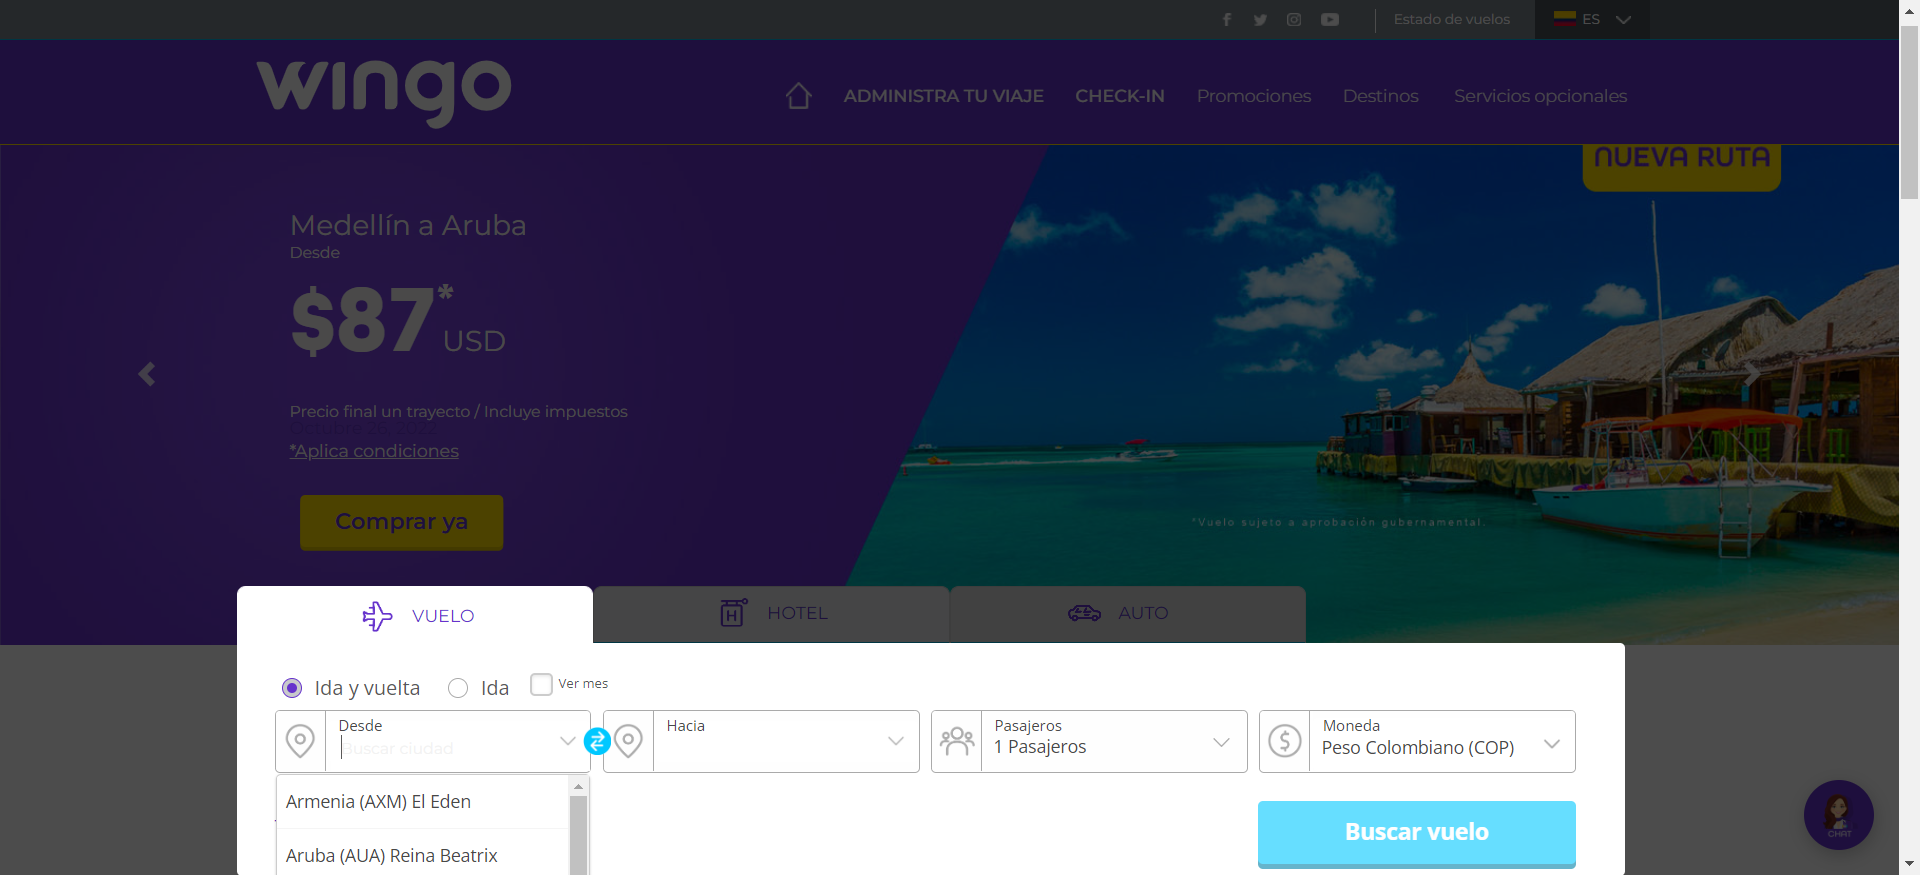 Estado de vuelos
ES
wingo
ADMINISTRA TU VIAJE
CHECK-IN
Promociones
Destinos
Servicios opcionales
NUEVA RUTA
Medellín a Aruba
Desde
$87* USD
Precio final un trayecto / Incluye impuestos
*Aplica condiciones
Comprar ya
*Vuelo sujeto a aprobación gubernamental.
VUELO
HOTEL
AUTO
Ida y vuelta
Ida
Ver mes
Desde
Buscar ciudad
Hacia
Pasajeros
1 Pasajeros
Moneda
Peso Colombiano (COP)
Armenia (AXM) El Eden
Aruba (AUA) Reina Beatrix
Buscar vuelo
CHAT